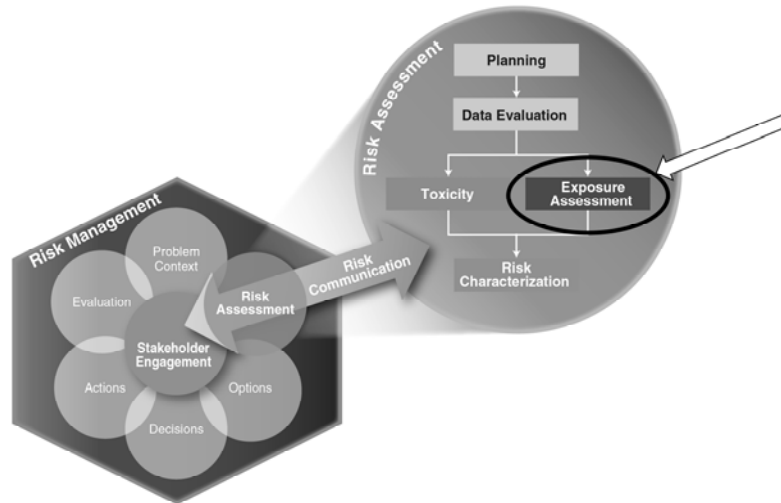 Risk Assessment
Planning
Data Evaluation
Toxicity
Exposure
Assessment
Risk
Characterization
Risk Management
Problem
Context
Evaluation
Risk
Assessment
Risk
Communication
Stakeholder
Engagement
Actions
Options
Decisions